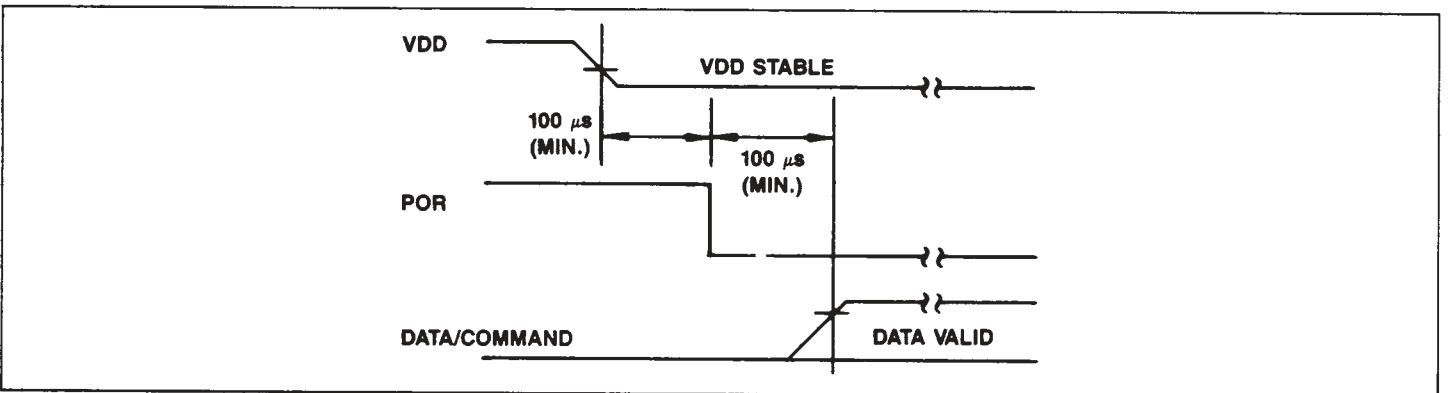 VDD
VDD STABLE
100 μs
(MIN.)
100 μs
(MIN.)
POR
DATA/COMMAND
DATA VALID